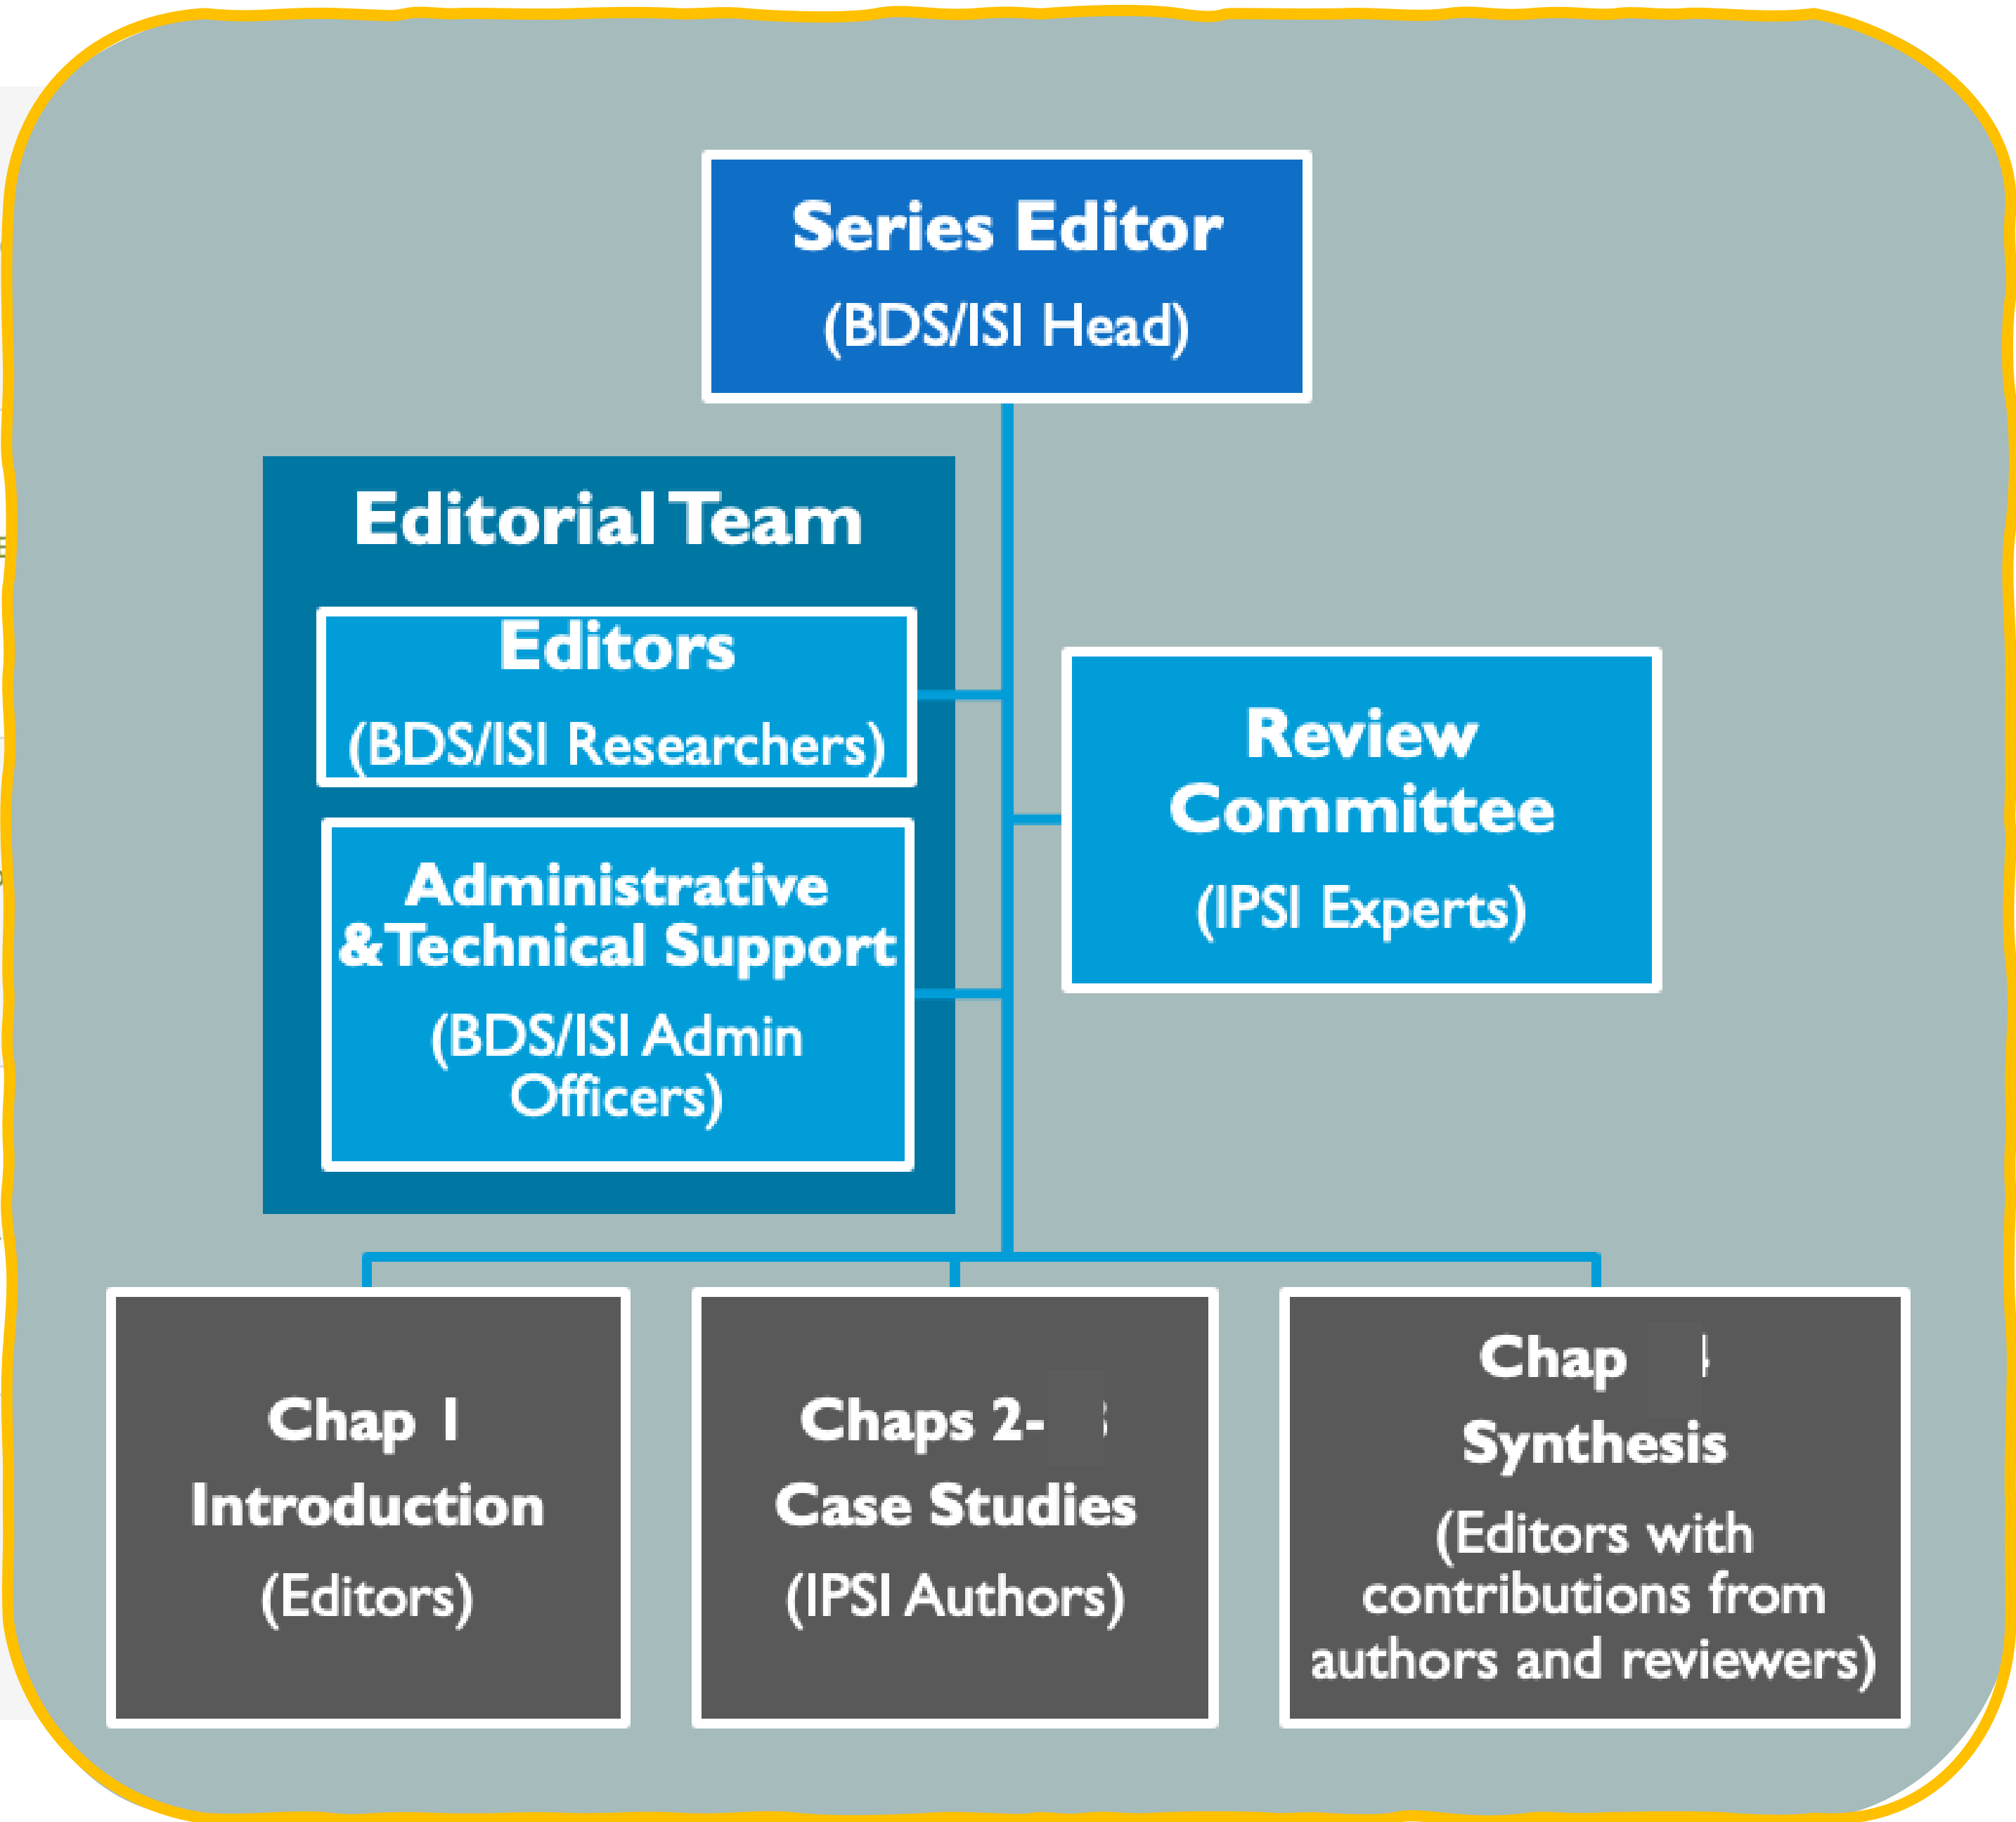 Series Editor
(BDS/ISI Head)
Editorial Team
Editors
(BDS/ISI Researchers)
Administrative
&Technical Support
(BDS/ISI Admin
Officers)
Review
Committee
(IPSI Experts)
Chap 1
Introduction
(Editors)
Chaps 2-
Case Studies
(IPSI Authors)
Chap
Synthesis
(Editors with
contributions from
authors and reviewers)